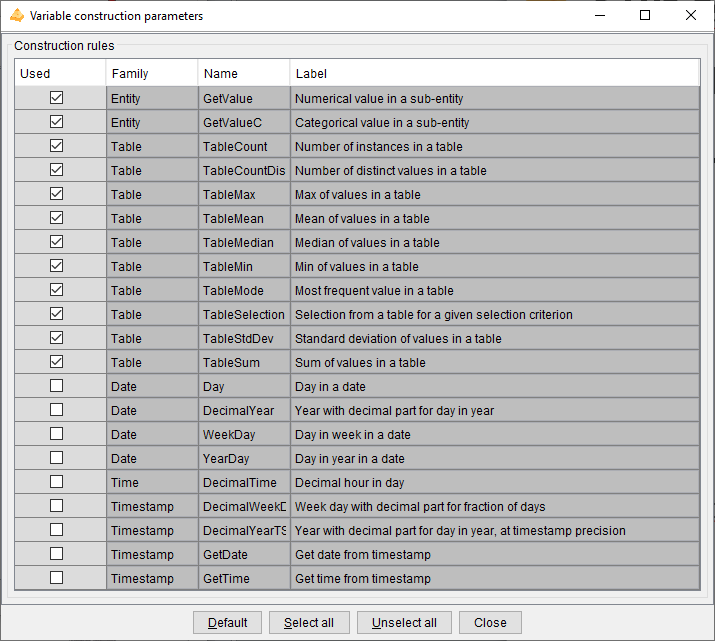 Variable construction parameters
Construction rules
Used Family Name Label
Entity GetValue Numerical value in a sub-entity
Entity GetValueC Categorical value in a sub-entity
Table TableCount Number of instances in a table
Table TableCountDis Number of distinct values in a table
Table TableMax Max of values in a table
Table TableMean Mean of values in a table
Table TableMedian Median of values in a table
Table TableMin Min of values in a table
Table TableMode Most frequent value in a table
Table TableSelection Selection from a table for a given selection criterion
Table TableStdDev Standard deviation of values in a table
Table TableSum Sum of values in a table
Date Day Day in a date
Date DecimalYear Year with decimal part for day in year
Date WeekDay Day in week in a date
Date YearDay Day in year in a date
Time DecimalTime Decimal hour in day
Timestamp DecimalWeekD Week day with decimal part for fraction of days
Timestamp DecimalYearTS Year with decimal part for day in year, at timestamp precision
Timestamp GetDate Get date from timestamp
Timestamp GetTime Get time from timestamp
Default Select all Unselect all Close